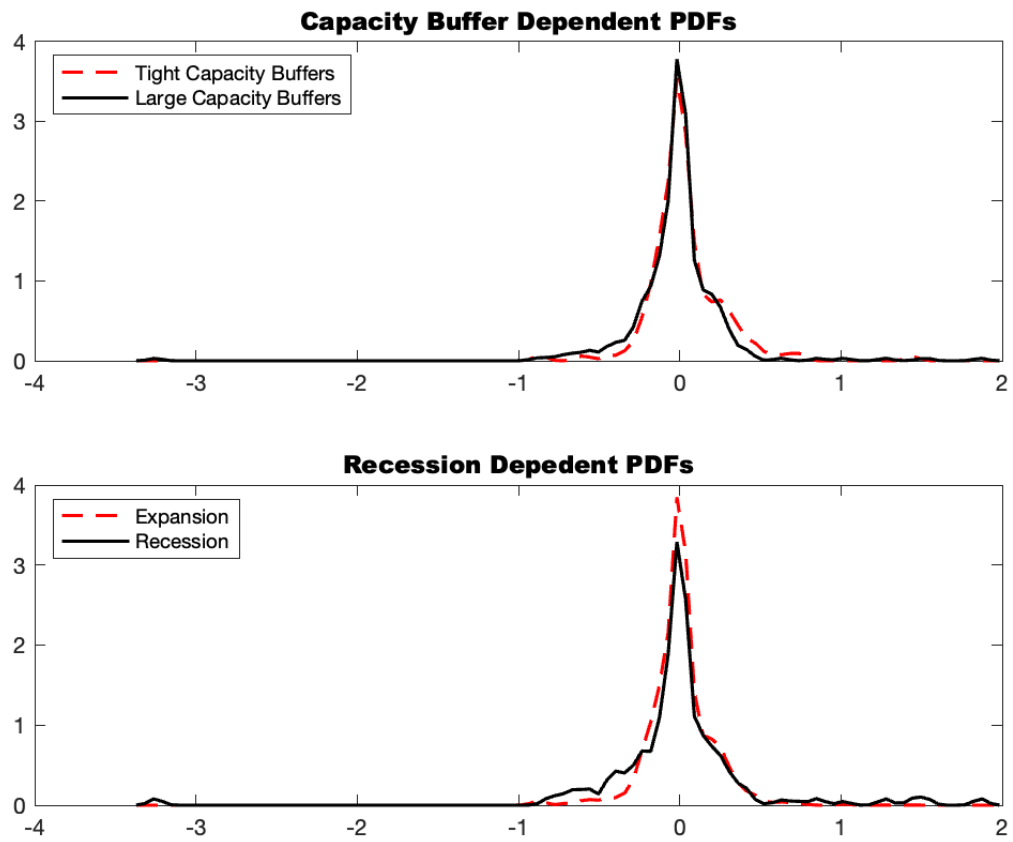 Capacity Buffer Dependent PDFs
4
Tight Capacity Buffers
Large Capacity Buffers
3
2
1
0
-4 -3 -2 -1 0 1 2
Recession Depedent PDFs
4
Expansion
Recession
3
2
1
0
-4 -3 -2 -1 0 1 2